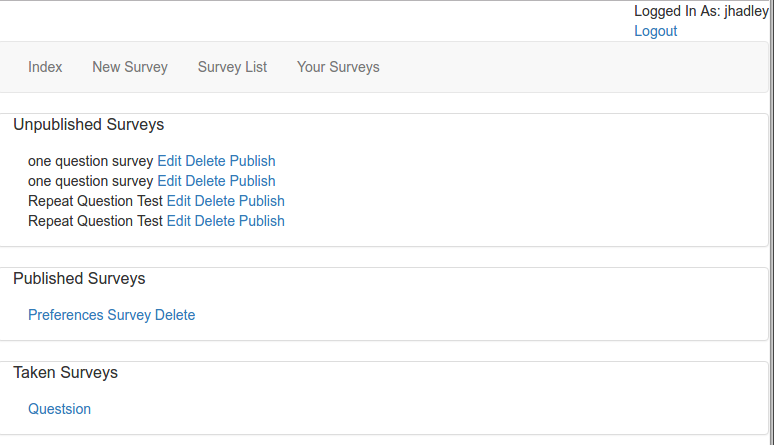 Logged In As: jhadley
Logout
Index New Survey Survey List Your Surveys
Unpublished Surveys
one question survey Edit Delete Publish
one question survey Edit Delete Publish
Repeat Question Test Edit Delete Publish
Repeat Question Test Edit Delete Publish
Published Surveys
Preferences Survey Delete
Taken Surveys
Questsion